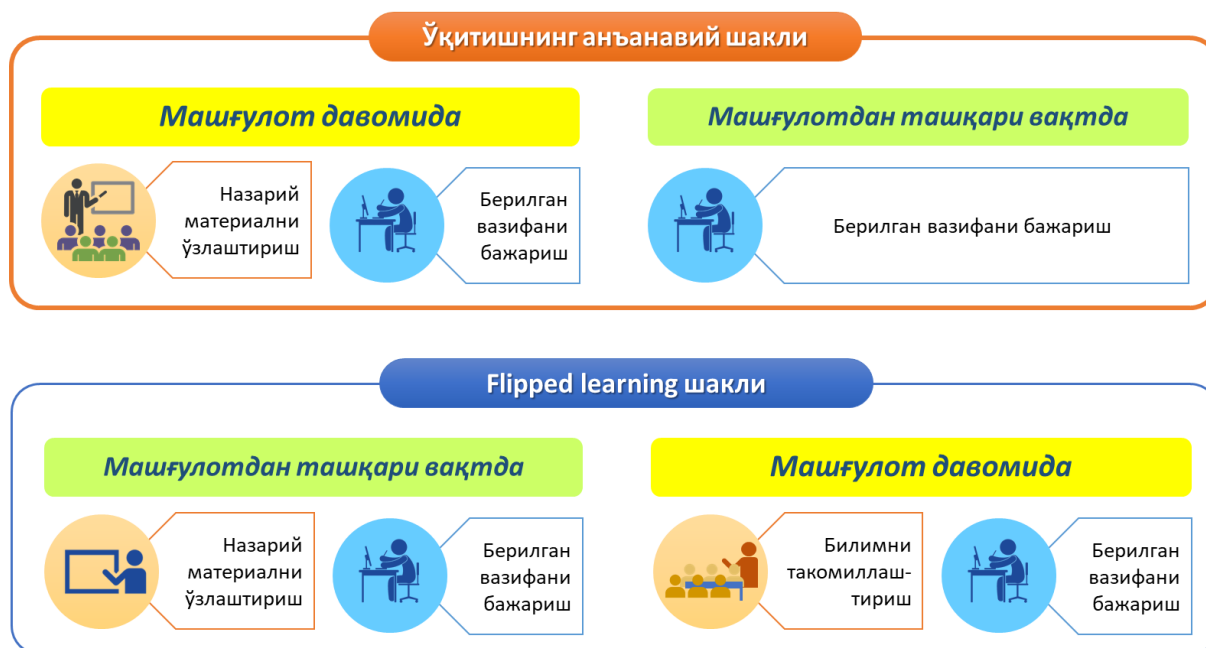 Ўқитишнинг анъанавий шакли
Машғулот давомида
Назарий
материални
ўзлаштириш
Берилган
вазифани
бажариш
Машғулотдан ташқари вақтда
Берилган вазифани бажариш
Flipped learning шакли
Машғулотдан ташқари вақтда
Назарий
материални
ўзлаштириш
Берилган
вазифани
бажариш
Машғулот давомида
Билимни
такомиллаш-
тириш
Берилган
вазифани
бажариш